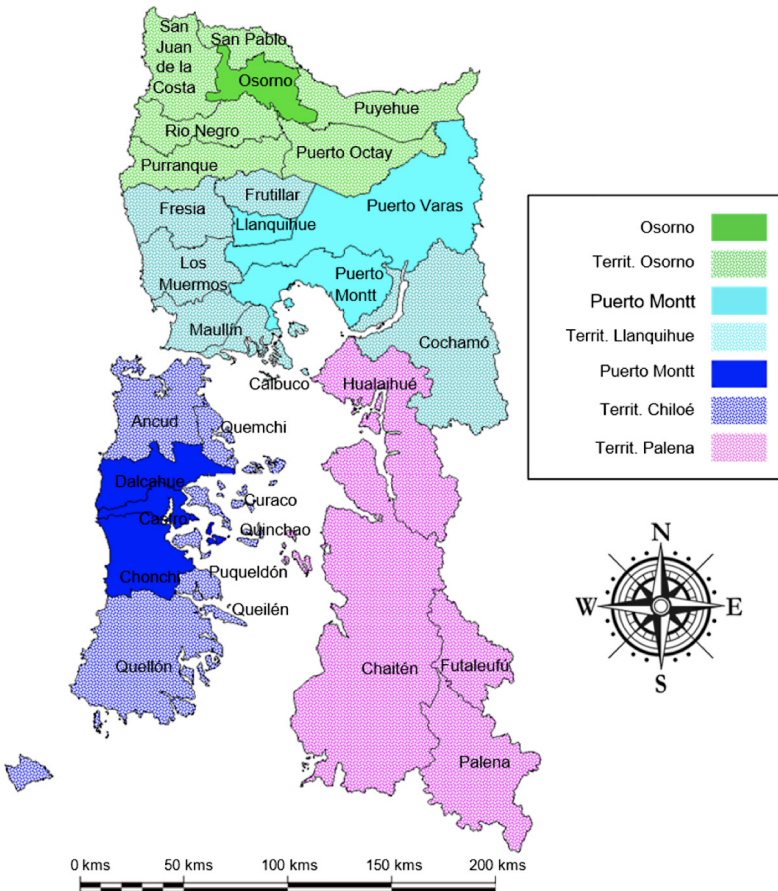 San
Juan
de la
Costa
San Pablo
Osorno
Puyehue
Rio Negro
Puerto Octay
Purranque
Frutillar
Fresia
Puerto Varas
Llanquihue
Los
Muermos
Puerto
Montt
Maullín
Cochamó
Calbuco
Hualaihué
Ancud
Quemchi
Dalcahue
Curaco
Castro
Quinchao
Chonchi
Puqueldón
Queilén
Quellón
Chaitén
Futaleufú
Palena
Osorno
Territ. Osorno
Puerto Montt
Territ. Llanquihue
Puerto Montt
Territ. Chiloé
Territ. Palena
N
W
E
S
0 kms
50 kms
100 kms
150 kms
200 kms